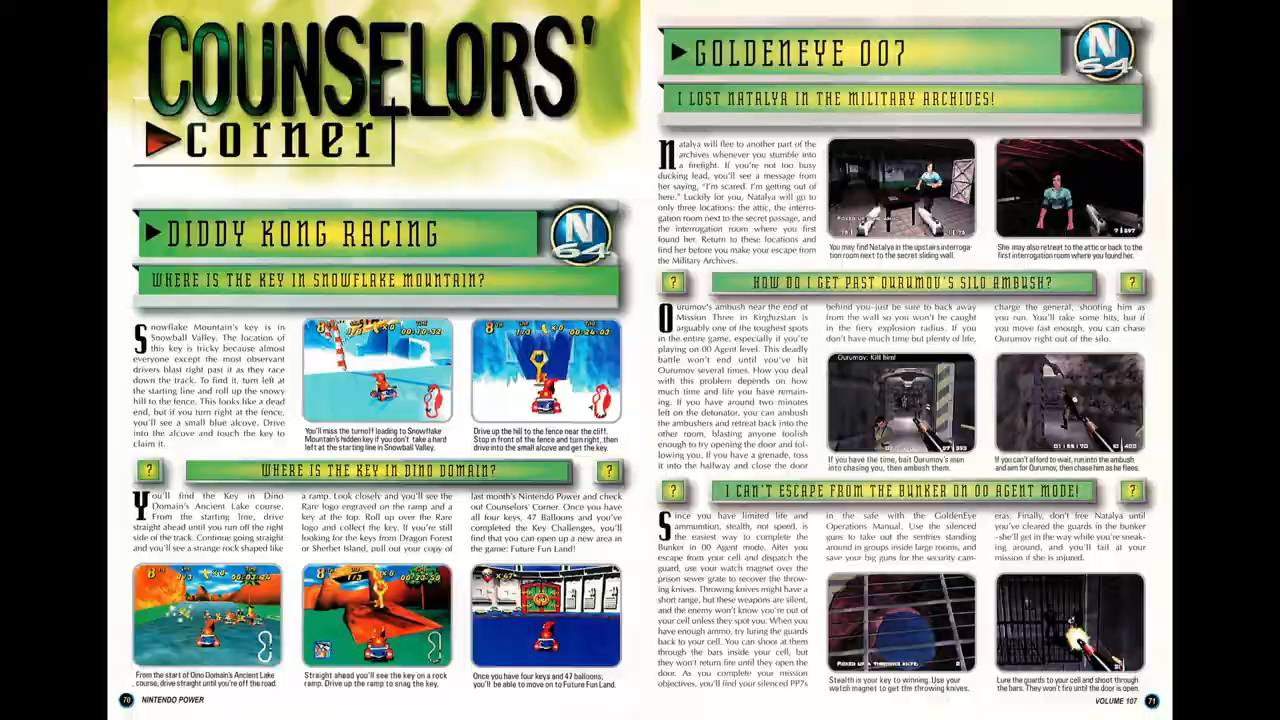 COUNSELORS'
corner
DIDDY KONG RACING
N
64
WHERE IS THE KEY IN SNOWFLAKE MOUNTAIN?
Snowflake Mountain's key is in
Snowball Valley. The location of
this key is tricky because almost
everyone except the most observant
drivers blast right past it as they race
down the track. To find it, turn left at
the starting line and roll up the snowy
hill to the fence. This looks like a dead
end, but if you turn right at the fence,
you'll see a small blue alcove. Drive
into the alcove and touch the key to
claim it.
You'll miss the turnoff leading to Snowflake
Mountain's hidden key if you don't take a hard
left at the starting line in Snowball Valley.
Drive up the hill to the fence near the cliff.
Stop in front of the fence and turn right, then
drive into the small alcove and get the key.
? WHERE IS THE KEY IN DINO DOMAIN? ?
You'll find the Key in Dino
Domain's Ancient Lake course.
From the starting line, drive
straight ahead until you run off the right
side of the track. Continue going straight
and you'll see a strange rock shaped like
a ramp. Look closely and you'll see the
Rare logo engraved on the ramp and a
key at the top. Roll up over the Rare
logo and collect the key. If you're still
looking for the keys from Dragon Forest
or Sherbet Island, pull out your copy of
last month's Nintendo Power and check
out Counselors' Corner. Once you have
all four keys, 47 Balloons and you've
completed the Key Challenges, you'll
find that you can open up a new area in
the game: Future Fun Land!
From the start of Dino Domain's Ancient Lake
course, drive straight until you're off the road.
Straight ahead you'll see the key on a rock
ramp. Drive up the ramp to snag the key.
Once you have four keys and 47 balloons,
you'll be able to move on to Future Fun Land.
70 NINTENDO POWER
GOLDENEYE 007
N
64
I LOST NATALYA IN THE MILITARY ARCHIVES!
Natalya will flee to another part of the
archives whenever you stumble into
a firefight. If you're not too busy
ducking lead, you'll see a message from
her saying, "I'm scared. I'm getting out of
here." Luckily for you, Natalya will go to
only three locations: the attic, the interro-
gation room next to the secret passage, and
the interrogation room where you first
found her. Return to these locations and
find her before you make your escape from
the Military Archives.
You may find Natalya in the upstairs interroga-
tion room next to the secret sliding wall.
She may also retreat to the attic or back to the
first interrogation room where you found her.
? HOW DO I GET PAST OURUMOV'S SILO AMBUSH? ?
Ourumov's ambush near the end of
Mission Three in Kirghzstan is
arguably one of the toughest spots
in the entire game, especially if you're
playing on 00 Agent level. This deadly
battle won't end until you've hit
Ourumov several times. How you deal
with this problem depends on how
much time and life you have remain-
ing. If you have around two minutes
left on the detonator, you can ambush
the ambushers and retreat back into the
other room, blasting anyone foolish
enough to try opening the door and fol-
lowing you. If you have a grenade, toss
it into the hallway and close the door
behind you—just be sure to back away
from the wall so you won't be caught
in the fiery explosion radius. If you
don't have much time but plenty of life,
charge the general, shooting him as
you run. You'll take some hits, but if
you move fast enough, you can chase
Ourumov right out of the silo.
Ourumov: Kill him!
If you have the time, bait Ourumov's men
into chasing you, then ambush them.
If you can't afford to wait, run into the ambush
and aim for Ourumov, then chase him as he flees.
? I CAN'T ESCAPE FROM THE BUNKER ON 00 AGENT MODE! ?
Since you have limited life and
ammunition, stealth, not speed, is
the easiest way to complete the
Bunker in 00 Agent mode. After you
escape from your cell and dispatch the
guard, use your watch magnet over the
prison sewer grate to recover the throw-
ing knives. Throwing knives might have a
short range, but these weapons are silent,
and the enemy won't know you're out of
your cell unless they spot you. When you
have enough ammo, try luring the guards
back to your cell. You can shoot at them
through the bars inside your cell, but
they won't return fire until they open the
door. As you complete your mission
objectives, you'll find your silenced PP7s
in the safe with the GoldenEye
Operations Manual. Use the silenced
guns to take out the sentries standing
around in groups inside large rooms, and
save your big guns for the security cam-
eras. Finally, don't free Natalya until
you've cleared the guards in the bunker
–she'll get in the way while you're sneak-
ing around, and you'll fail at your
mission if she is injured.
Stealth is your key to winning. Use your
watch magnet to get the throwing knives.
Lure the guards to your cell and shoot through
the bars. They won't fire until the door is open.
VOLUME 107 71